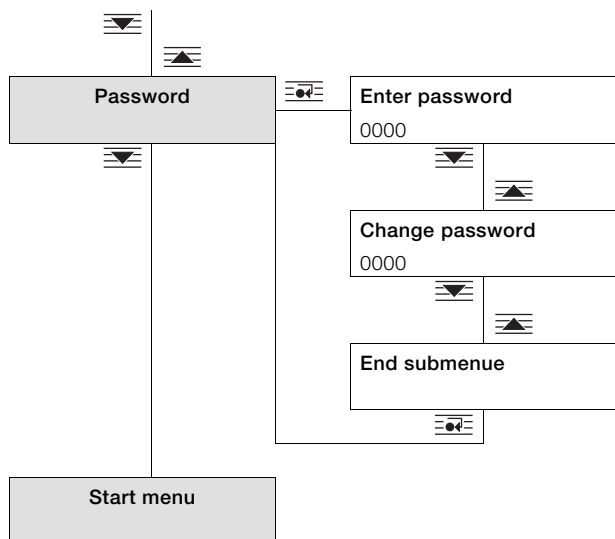 Password
Enter password
0000
Change password
0000
End submenue
Start menu